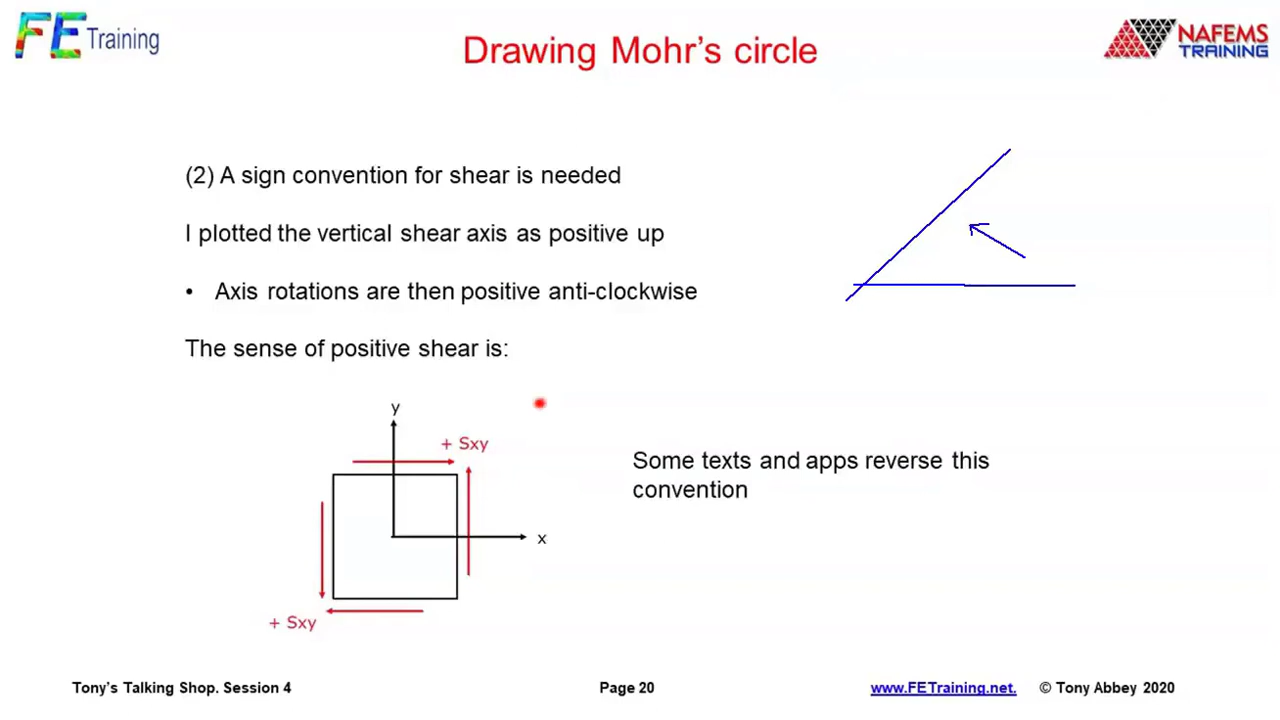 FE Training
NAFEMS
TRAINING
Drawing Mohr's circle
(2) A sign convention for shear is needed
I plotted the vertical shear axis as positive up
• Axis rotations are then positive anti-clockwise
The sense of positive shear is:
y
+ Sxy
x
+ Sxy
Some texts and apps reverse this
convention
Tony's Talking Shop. Session 4
Page 20
www.FETraining.net.
© Tony Abbey 2020